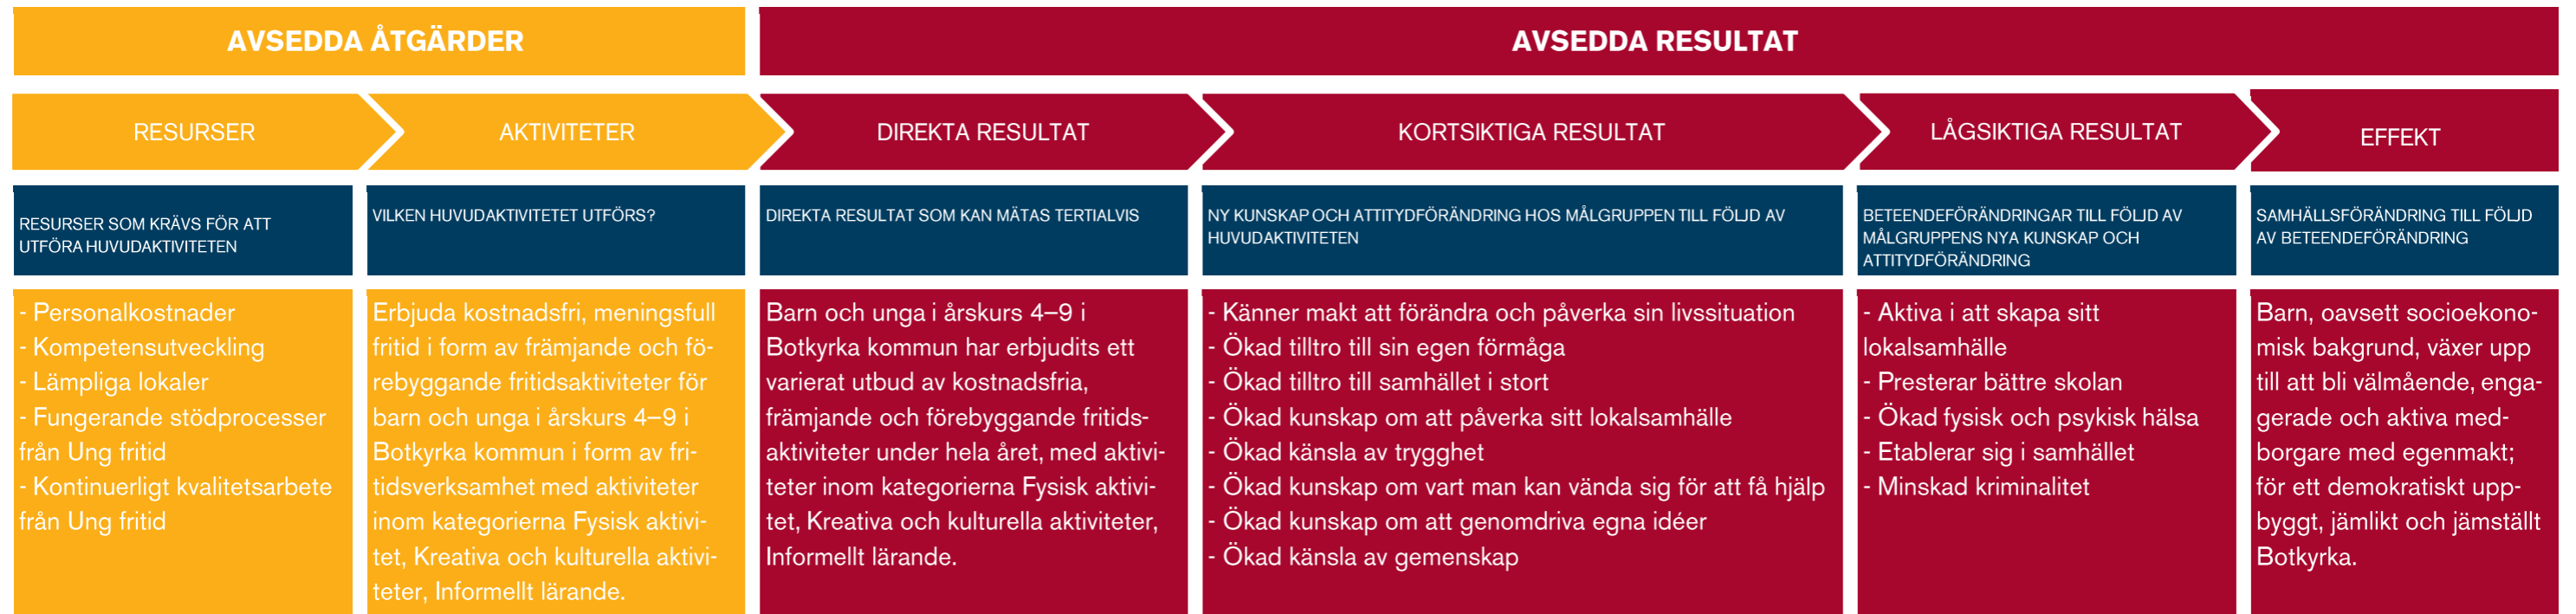 AVSEDDA ÅTGÄRDER
AVSEDDA RESULTAT
RESURSER
AKTIVITETER
DIREKTA RESULTAT
KORTSIKTIGA RESULTAT
LÅGSIKTIGA RESULTAT
EFFEKT
RESURSER SOM KRÄVS FÖR ATT
UTFÖRA HUVUDAKTIVITETEN
VILKEN HUVUDAKTIVITETET UTFÖRS?
DIREKTA RESULTAT SOM KAN MÄTAS TERTIALVIS
NY KUNSKAP OCH ATTITYDFÖRÄNDRING HOS MÅLGRUPPEN TILL FÖLJD AV
HUVUDAKTIVITETEN
BETEENDEFÖRÄNDRINGAR TILL FÖLJD AV
MÅLGRUPPENS NYA KUNSKAP OCH
ATTITYDFÖRÄNDRING
SAMHÄLLSFÖRÄNDRING TILL FÖLJD
AV BETEENDEFÖRÄNDRING
- Personalkostnader
- Kompetensutveckling
- Lämpliga lokaler
- Fungerande stödprocesser
från Ung fritid
- Kontinuerligt kvalitetsarbete
från Ung fritid
Erbjuda kostnadsfri, meningsfull
fritid i form av främjande och fö-
rebyggande fritidsaktiviteter för
barn och unga i årskurs 4–9 i
Botkyrka kommun i form av fri-
tidsverksamhet med aktiviteter
inom kategorierna Fysisk aktivi-
tet, Kreativa och kulturella aktivi-
teter, Informellt lärande.
Barn och unga i årskurs 4–9 i
Botkyrka kommun har erbjudits ett
varierat utbud av kostnadsfria,
främjande och förebyggande fritids-
aktiviteter under hela året, med aktivi-
teter inom kategorierna Fysisk aktivi-
tet, Kreativa och kulturella aktiviteter,
Informellt lärande.
- Känner makt att förändra och påverka sin livssituation
- Ökad tilltro till sin egen förmåga
- Ökad tilltro till samhället i stort
- Ökad kunskap om att påverka sitt lokalsamhälle
- Ökad känsla av trygghet
- Ökad kunskap om vart man kan vända sig för att få hjälp
- Ökad kunskap om att genomdriva egna idéer
- Ökad känsla av gemenskap
- Aktiva i att skapa sitt
lokalsamhälle
- Presterar bättre skolan
- Ökad fysisk och psykisk hälsa
- Etablerar sig i samhället
- Minskad kriminalitet
Barn, oavsett socioekono-
misk bakgrund, växer upp
till att bli välmående, enga-
gerade och aktiva med-
borgare med egenmakt;
för ett demokratiskt upp-
byggt, jämlikt och jämställt
Botkyrka.